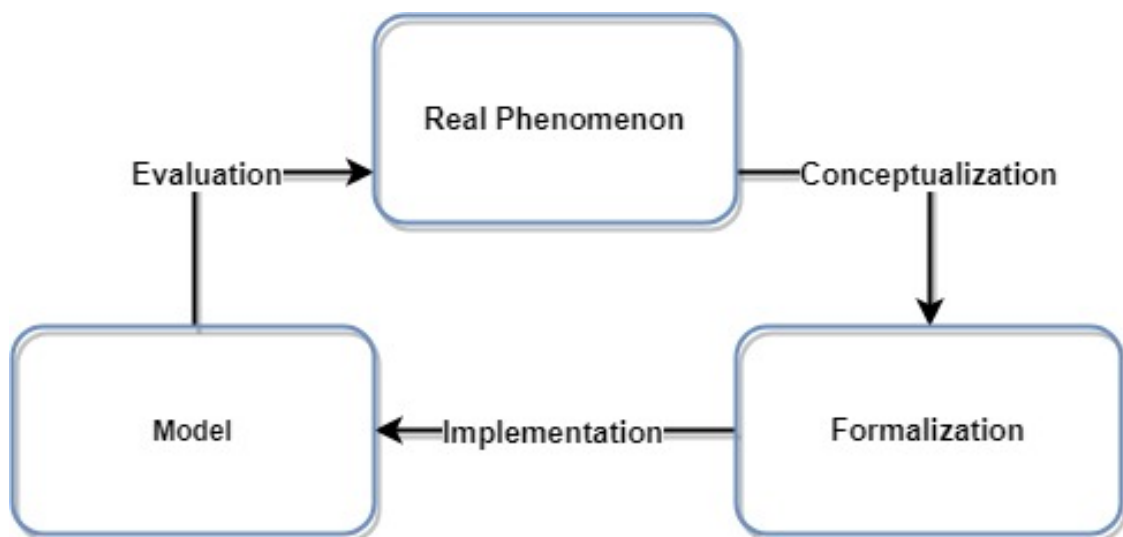 Real Phenomenon
Evaluation
Conceptualization
Model
Implementation
Formalization